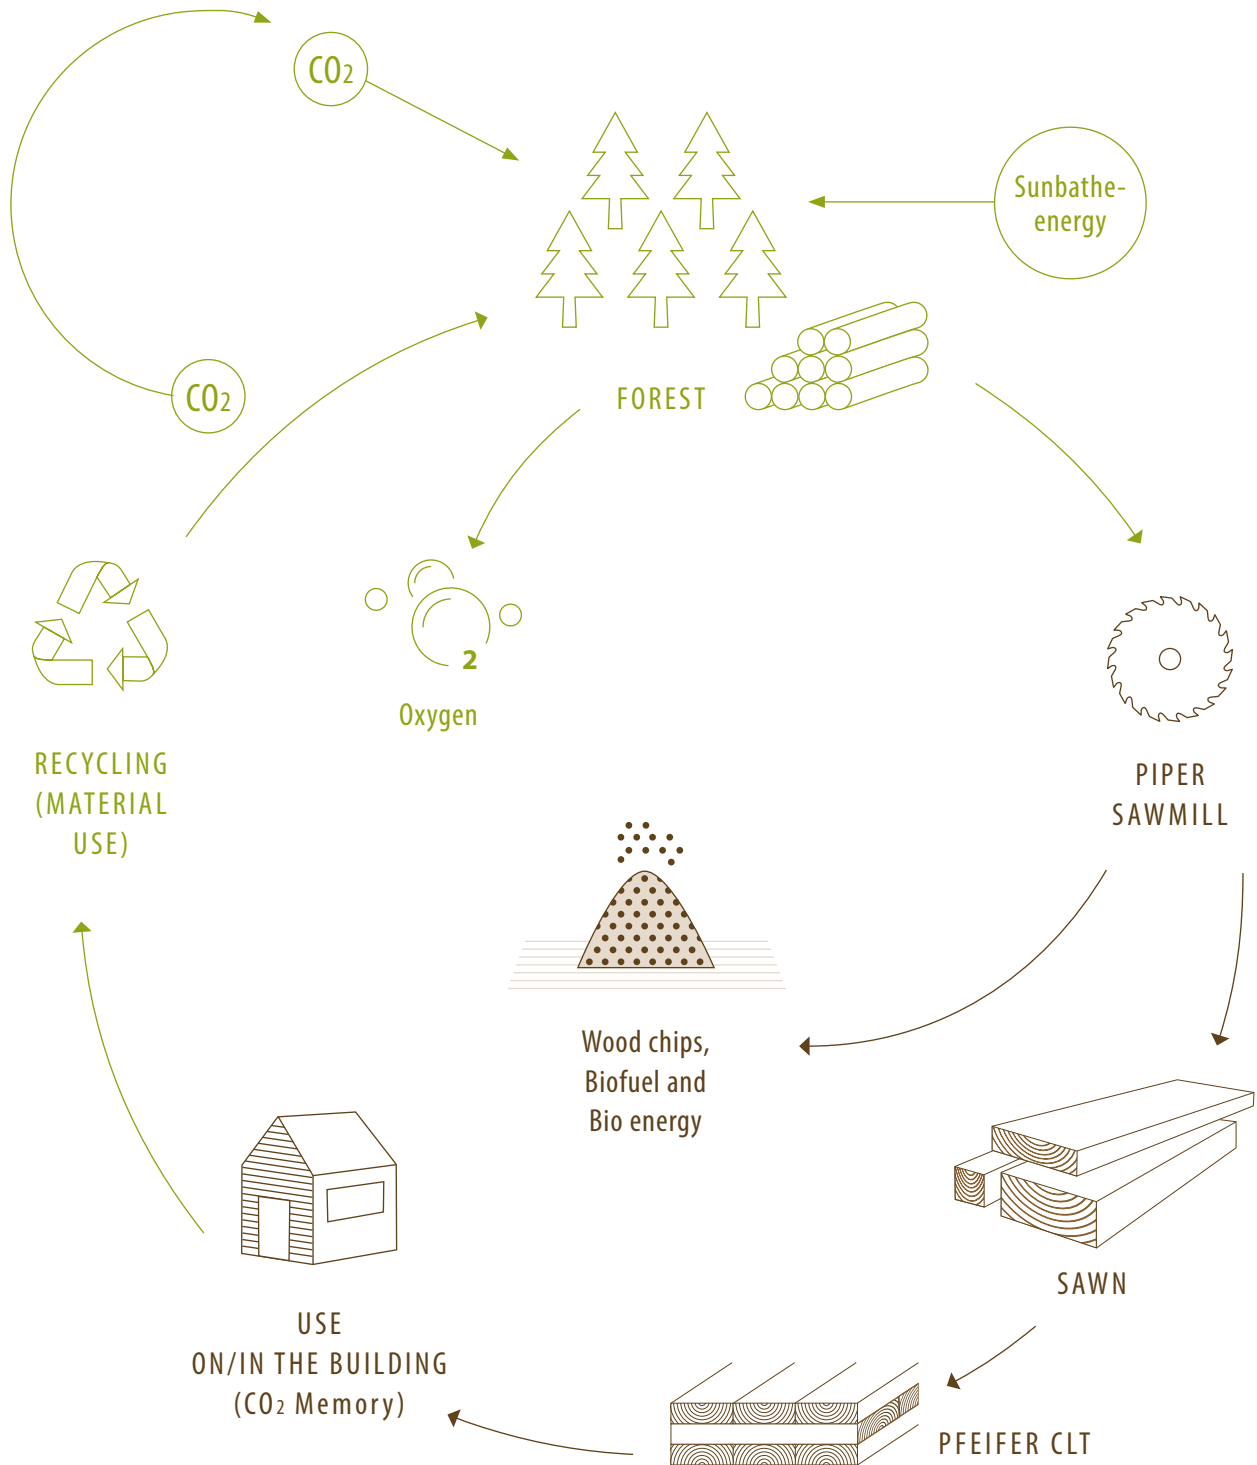 CO2
Sunbathe-
energy
CO2
FOREST
2
Oxygen
RECYCLING
(MATERIAL
USE)
PIPER
SAWMILL
Wood chips,
Biofuel and
Bio energy
SAWN
USE
ON/IN THE BUILDING
(CO2 Memory)
PFEIFER CLT